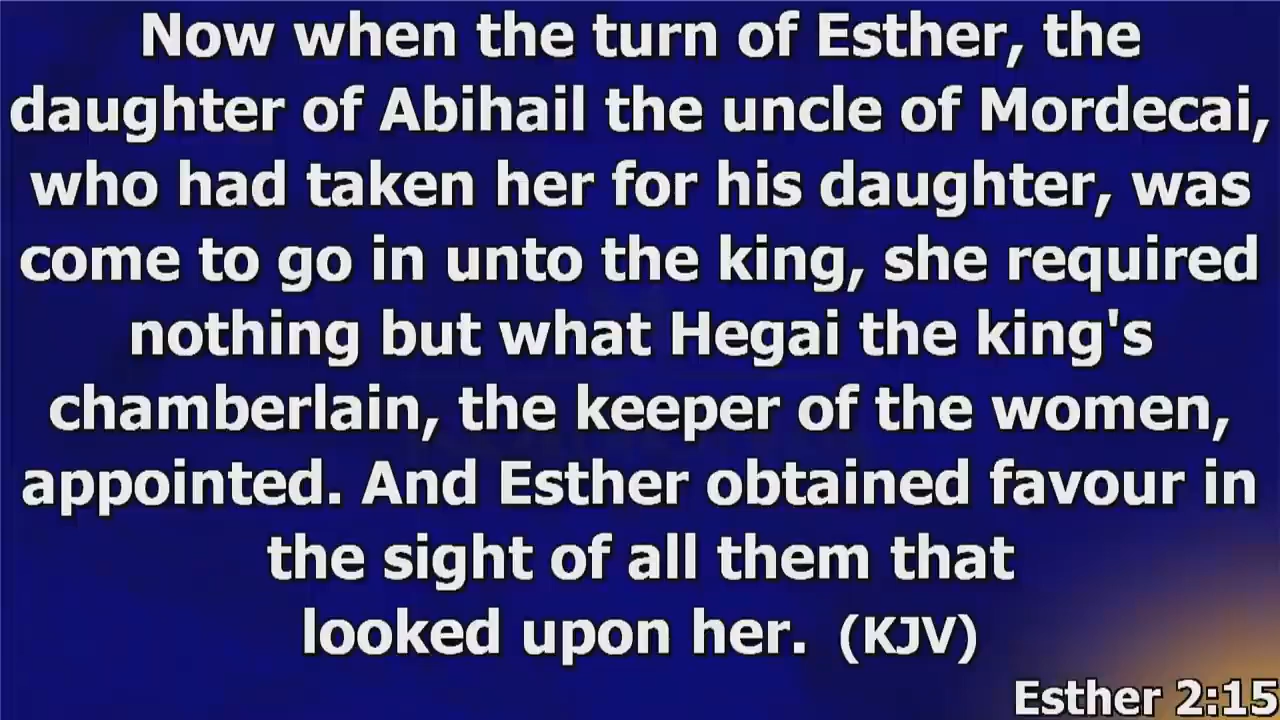 Now when the turn of Esther, the
daughter of Abihail the uncle of Mordecai,
who had taken her for his daughter, was
come to go in unto the king, she required
nothing but what Hegai the king's
chamberlain, the keeper of the women,
appointed. And Esther obtained favour in
the sight of all them that
looked upon her. (KJV)
Esther 2:15